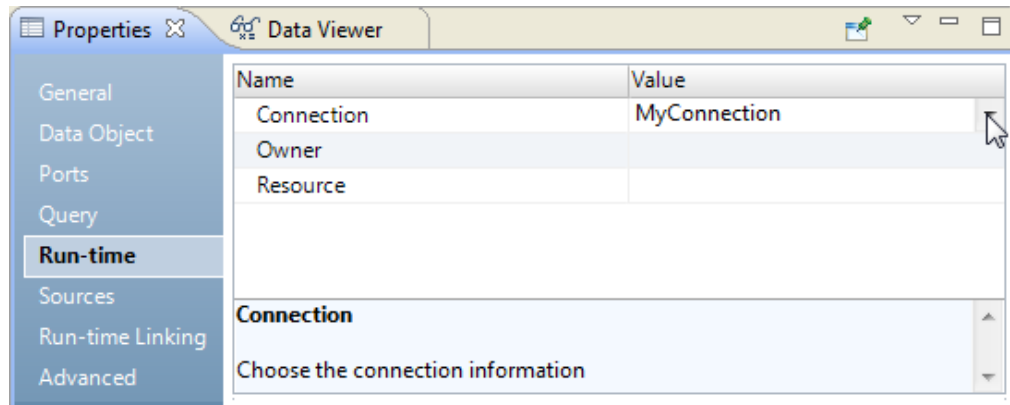 Properties
Data Viewer
General
Data Object
Ports
Query
Run-time
Sources
Run-time Linking
Advanced
Name Value
Connection MyConnection
Owner
Resource
Connection
Choose the connection information